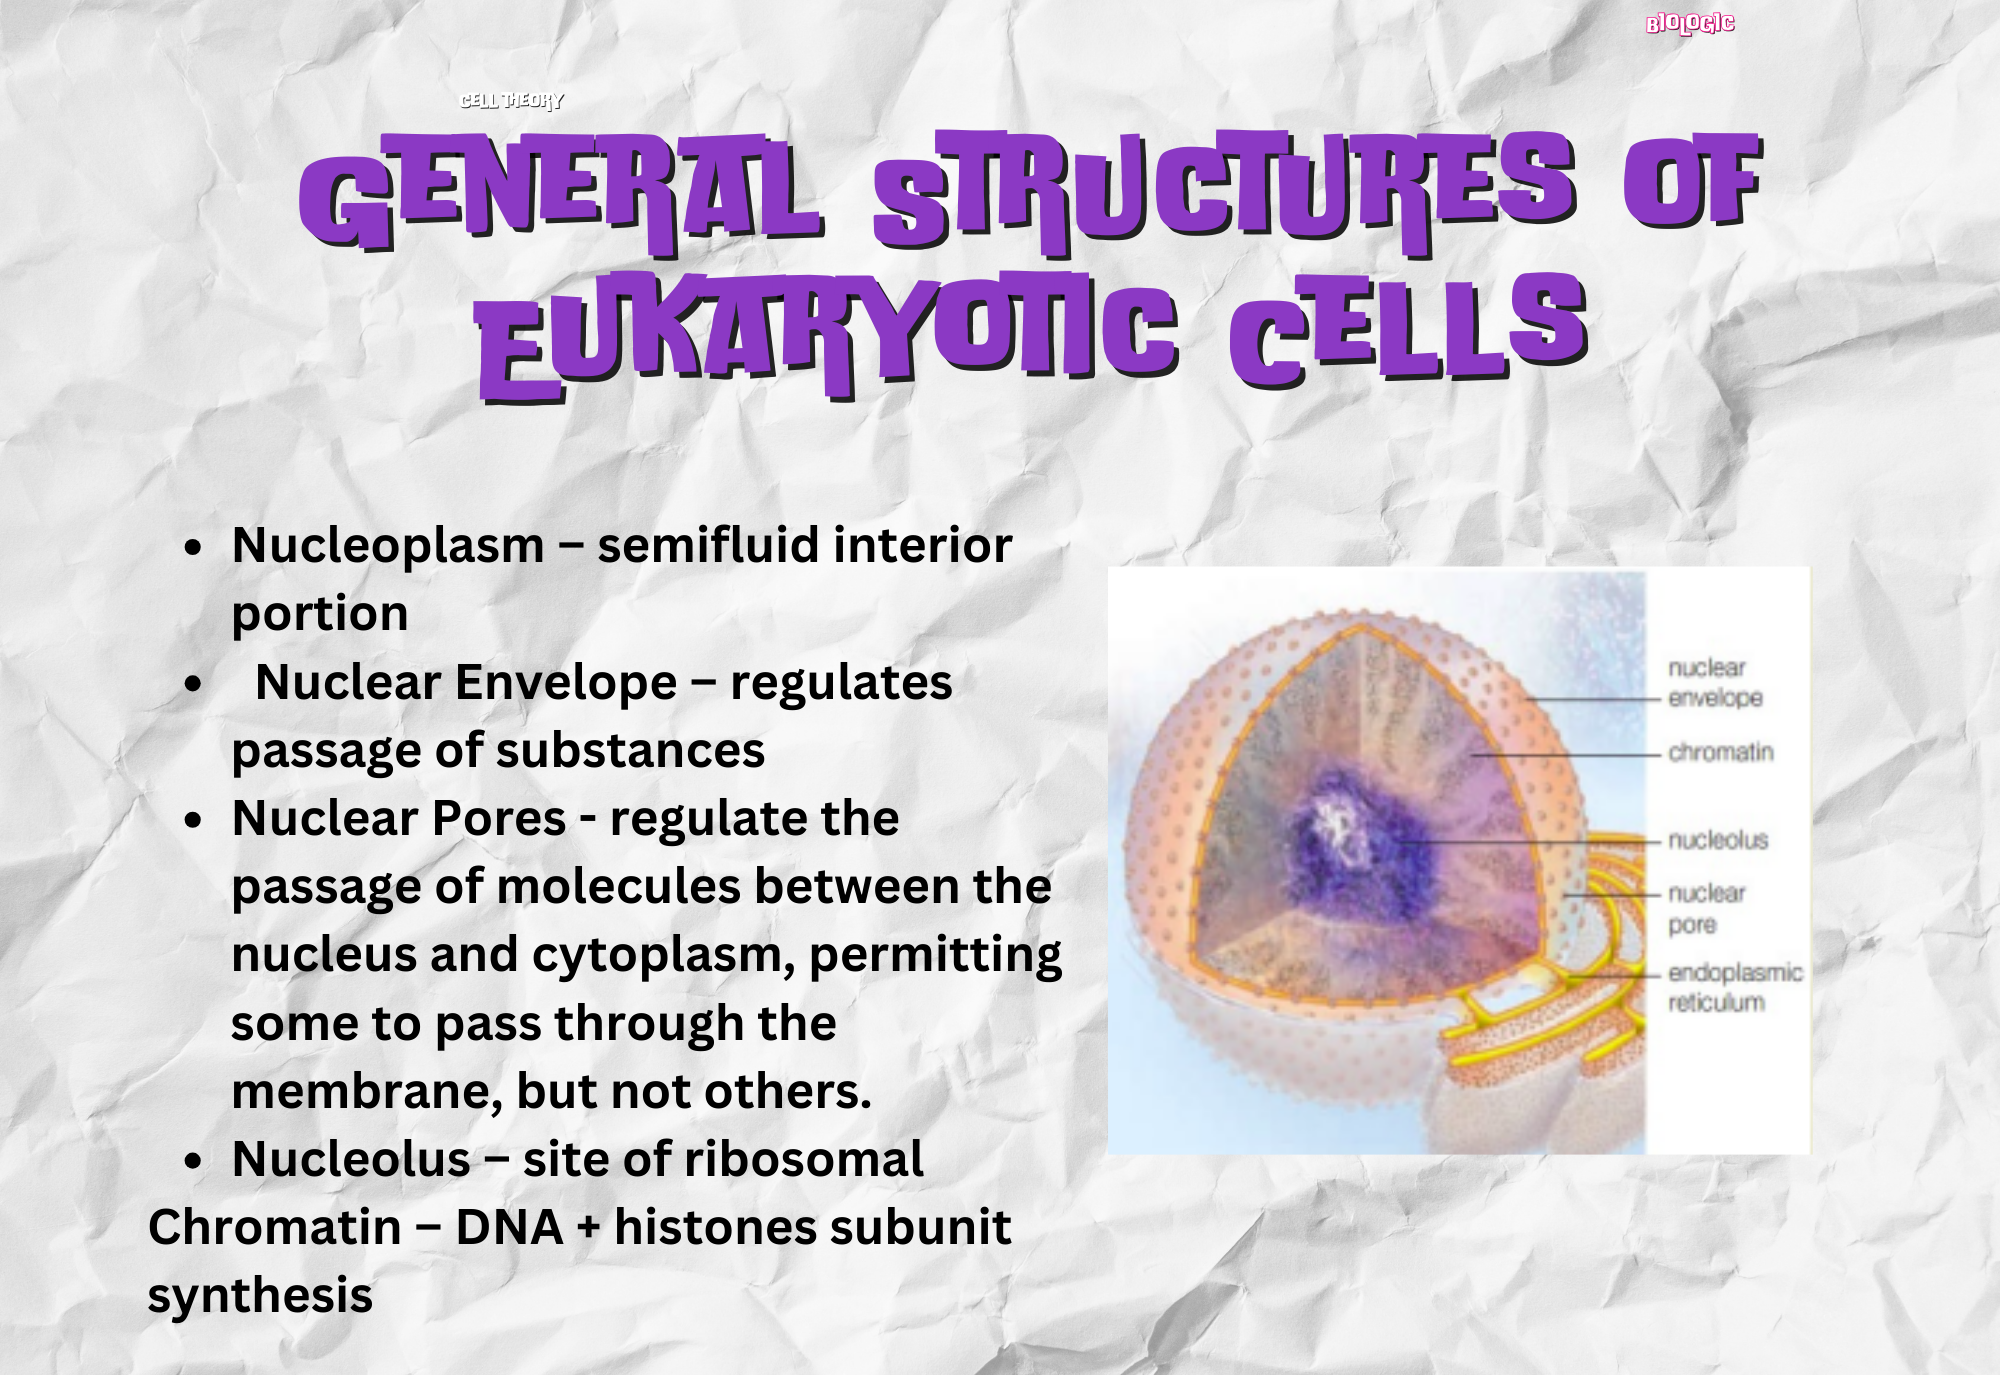 BIOLOGIC
CELL THEORY
GENERAL STRUCTURES OF
EUKARYOTIC CELLS
• Nucleoplasm – semifluid interior
portion
• Nuclear Envelope – regulates
passage of substances
• Nuclear Pores - regulate the
passage of molecules between the
nucleus and cytoplasm, permitting
some to pass through the
membrane, but not others.
• Nucleolus – site of ribosomal
Chromatin – DNA + histones subunit
synthesis
nuclear
envelope
chromatin
nucleolus
nuclear
pore
endoplasmic
reticulum